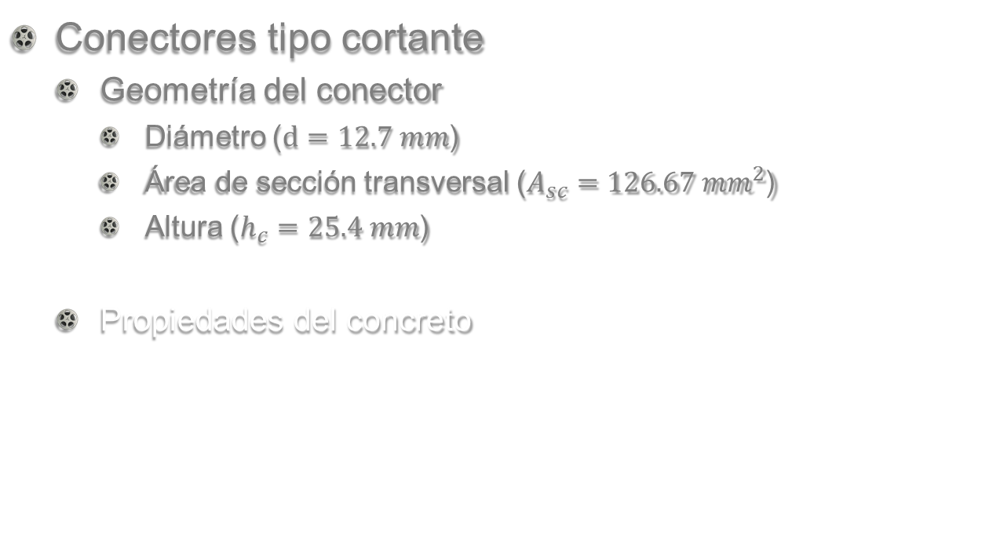 Conectores tipo cortante
Geometría del conector
Diámetro (d = 12.7 mm)
Área de sección transversal (A_sc = 126.67 mm²)
Altura (h_c = 25.4 mm)
Propiedades del concreto